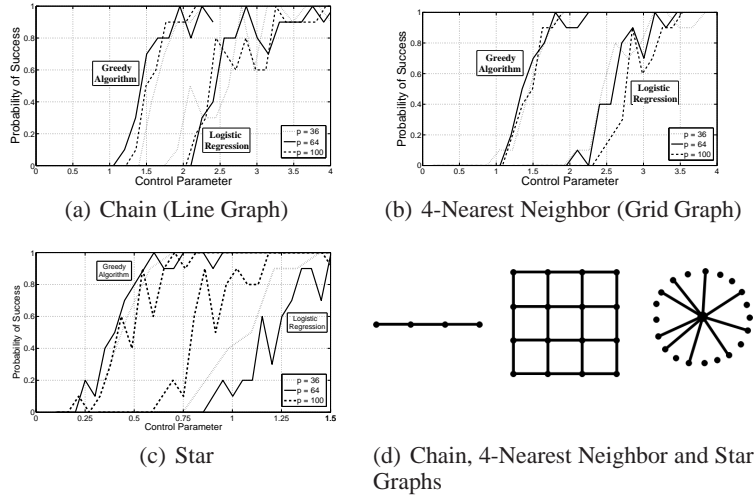 Probability of Success
1
0.8
0.6
0.4
0.2
0
0 0.5 1 1.5 2 2.5 3 3.5 4
Control Parameter
Greedy
Algorithm
Logistic
Regression
p = 36
p = 64
p = 100
(a) Chain (Line Graph)
Probability of Success
1
0.8
0.6
0.4
0.2
0
0 0.5 1 1.5 2 2.5 3 3.5 4
Control Parameter
Greedy
Algorithm
Logistic
Regression
p = 36
p = 64
p = 100
(b) 4-Nearest Neighbor (Grid Graph)
Probability of Success
1
0.8
0.6
0.4
0.2
0
0 0.25 0.5 0.75 1 1.25 1.5
Control Parameter
Greedy
Algorithm
Logistic
Regression
p = 36
p = 64
p = 100
(c) Star
(d) Chain, 4-Nearest Neighbor and Star
Graphs